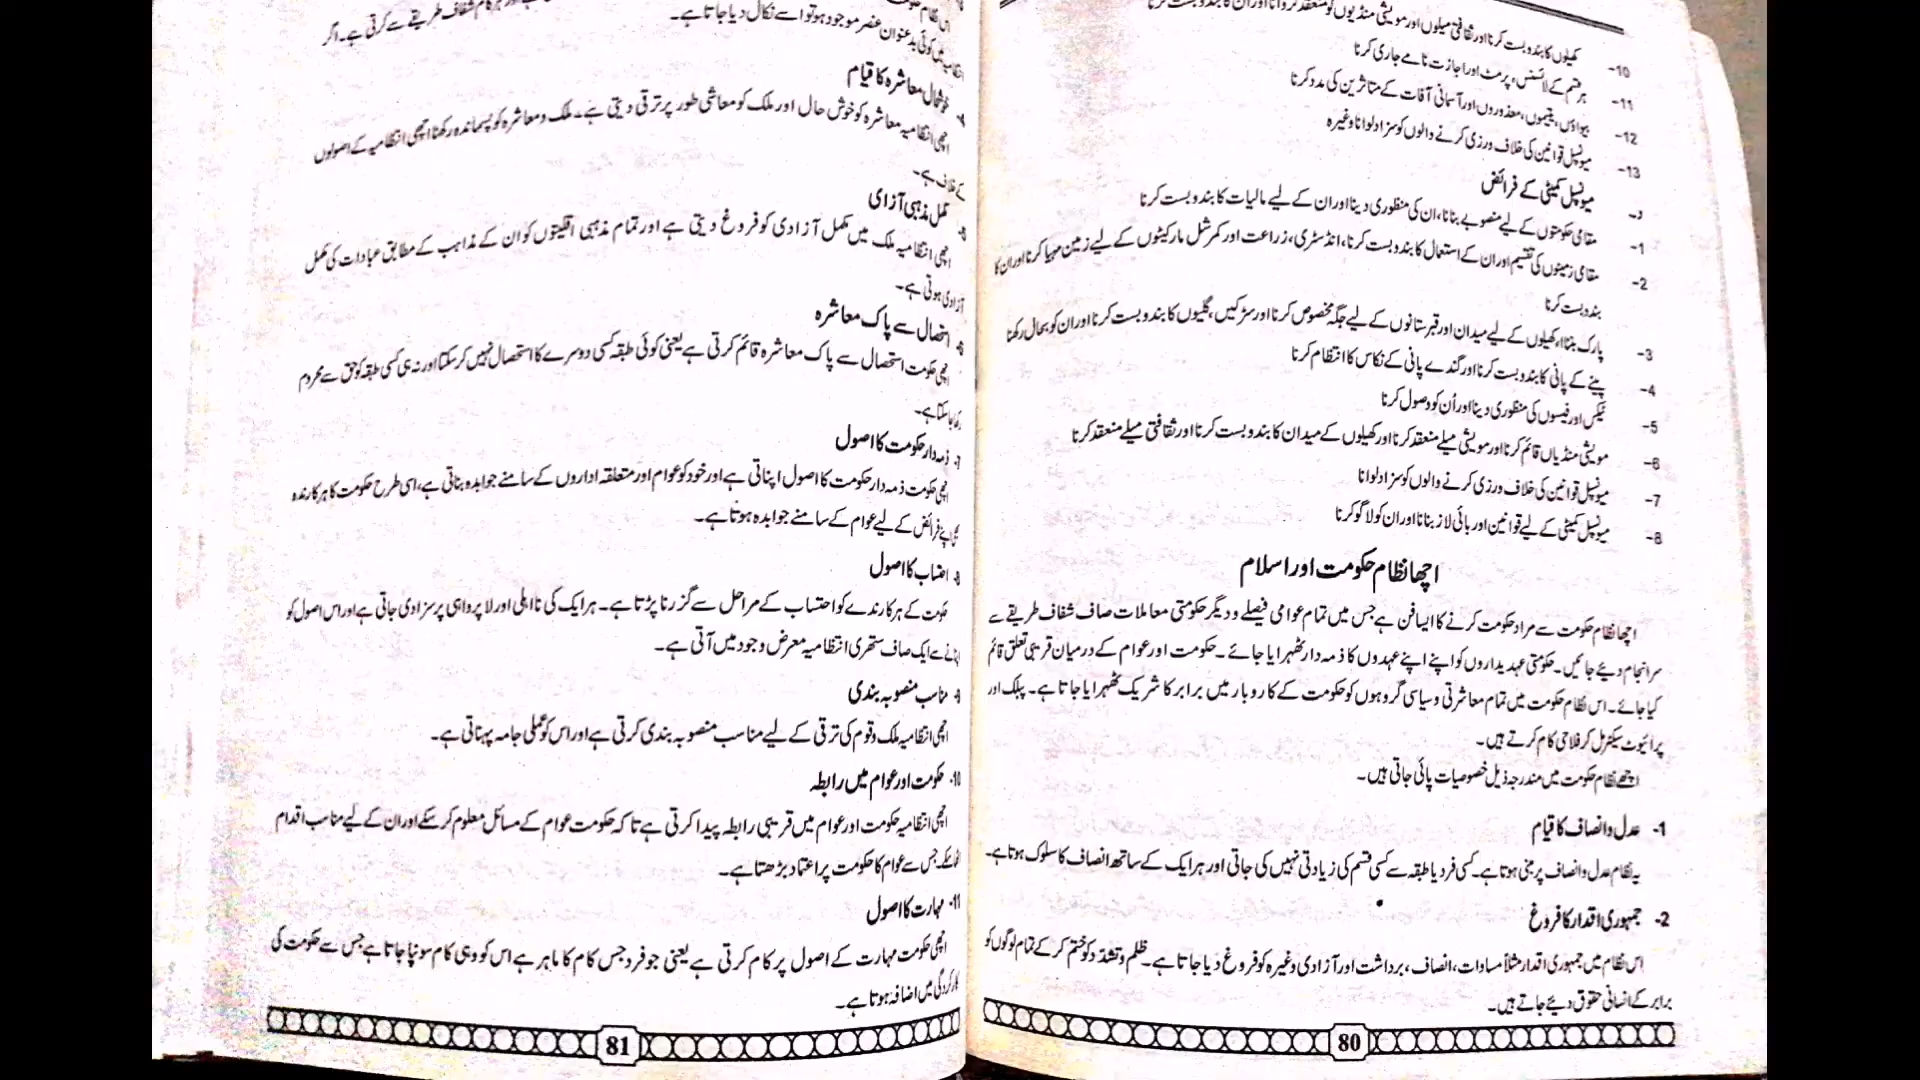 کھیلوں کا بندوبست کرنا اور ثقافتی میلوں اور مویشی منڈیوں کو منعقد کروانا اور ان کا بندوبست کرنا
-10 ہر قسم کے لائسنس، پرمٹ اور اجازت نامے جاری کرنا
-11 بیواؤں، یتیموں، معذوروں اور آسمانی آفات کے متاثرین کی مدد کرنا
-12 میونسپل قوانین کی خلاف ورزی کرنے والوں کو سزا دلوانا وغیرہ
-13
میونسپل کمیٹی کے فرائض
-1 مقامی حکومتوں کے لیے منصوبے بنانا، ان کی منظوری دینا اور ان کے لیے مالیات کا بندوبست کرنا
-2 مقامی زمینوں کی تقسیم اور ان کے استعمال کا بندوبست کرنا، انڈسٹری، زراعت اور کمرشل مارکیٹوں کے لیے زمین مہیا کرنا اور ان کا
بندوبست کرنا
-3 پارک بنانا، کھیلوں کے لیے میدان اور قبرستانوں کے لیے جگہ مخصوص کرنا اور سڑکیں، گلیوں کا بندوبست کرنا اور ان کو بحال رکھنا
-4 پینے کے پانی کا بندوبست کرنا اور گندے پانی کے نکاس کا انتظام کرنا
-5 ٹیکس اور فیسوں کی منظوری دینا اور اُن کو وصول کرنا
-6 مویشی منڈیاں قائم کرنا اور مویشی میلے منعقد کرنا اور کھیلوں کے میدان کا بندوبست کرنا اور ثقافتی میلے منعقد کرنا
-7 میونسپل قوانین کی خلاف ورزی کرنے والوں کو سزا دلوانا
-8 میونسپل کمیٹی کے لیے قوانین اور بائی لاز بنانا اور ان کو لاگو کرنا
اچھا نظام حکومت اور اسلام
اچھا نظام حکومت سے مراد حکومت کرنے کا ایسا فن ہے جس میں تمام عوامی فیصلے و دیگر حکومتی معاملات صاف شفاف طریقے سے
سرانجام دیئے جائیں۔ حکومتی عہدیداروں کو اپنے اپنے عہدوں کا ذمہ دار ٹھہرایا جائے۔ حکومت اور عوام کے درمیان قریبی تعلق قائم
کیا جائے۔ اس نظام حکومت میں تمام معاشرتی و سیاسی گروہوں کو حکومت کے کاروبار میں برابر کا شریک ٹھہرایا جاتا ہے۔ پبلک اور
پرائیوٹ سیکٹر مل کر فلاحی کام کرتے ہیں۔
اچھے نظام حکومت میں مندرجہ ذیل خصوصیات پائی جاتی ہیں۔
-1 عدل و انصاف کا قیام
یہ نظام عدل و انصاف پر مبنی ہوتا ہے۔ کسی فرد یا طبقہ سے کسی قسم کی زیادتی نہیں کی جاتی اور ہر ایک کے ساتھ انصاف کا سلوک ہوتا ہے۔
-2 جمہوری اقدار کا فروغ
اس نظام میں جمہوری اقدار مثلاً مساوات، انصاف، برداشت اور آزادی وغیرہ کو فروغ دیا جاتا ہے۔ ظلم و تشدد کو ختم کر کے تمام لوگوں کو
برابر کے انسانی حقوق دیئے جاتے ہیں۔
80
ہر کام شفاف طریقے سے کرتی ہے۔ اگر
میں کوئی بدعنوان عنصر موجود ہو تو اسے نکال دیا جاتا ہے۔
خوشحال معاشرہ کا قیام
اچھی انتظامیہ معاشرہ کو خوش حال اور ملک کو معاشی طور پر ترقی دیتی ہے۔ ملک و معاشرہ کو پسماندہ رکھنا اچھی انتظامیہ کے اصولوں
کے خلاف ہے۔
مکمل مذہبی آزادی
اچھی انتظامیہ ملک میں مکمل آزادی کو فروغ دیتی ہے اور تمام مذہبی اقلیتوں کو ان کے مذاہب کے مطابق عبادات کی مکمل
آزادی ہوتی ہے۔
استحصال سے پاک معاشرہ
اچھی حکومت استحصال سے پاک معاشرہ قائم کرتی ہے یعنی کوئی طبقہ کسی دوسرے کا استحصال نہیں کر سکتا اور نہ ہی کسی طبقہ کو حق سے محروم
رکھا جا سکتا ہے۔
-7 ذمہ دار حکومت کا اصول
اچھی حکومت ذمہ دار حکومت کا اصول اپناتی ہے اور خود کو عوام اور متعلقہ اداروں کے سامنے جوابدہ بناتی ہے، اسی طرح حکومت کا ہر کارندہ
بھی اپنے فرائض کے لیے عوام کے سامنے جوابدہ ہوتا ہے۔
-8 احتساب کا اصول
حکومت کے ہر کارندے کو احتساب کے مراحل سے گزرنا پڑتا ہے۔ ہر ایک کی نااہلی اور لاپرواہی پر سزا دی جاتی ہے اور اس اصول کو
اپنانے سے ایک صاف ستھری انتظامیہ معرض وجود میں آتی ہے۔
-9 مناسب منصوبہ بندی
اچھی انتظامیہ ملک و قوم کی ترقی کے لیے مناسب منصوبہ بندی کرتی ہے اور اس کو عملی جامہ پہناتی ہے۔
-10 حکومت اور عوام میں رابطہ
اچھی انتظامیہ حکومت اور عوام میں قریبی رابطہ پیدا کرتی ہے تا کہ حکومت عوام کے مسائل معلوم کر سکے اور ان کے لیے مناسب اقدام
اٹھا سکے جس سے عوام کا حکومت پر اعتماد بڑھتا ہے۔
-11 مہارت کا اصول
اچھی حکومت مہارت کے اصول پر کام کرتی ہے یعنی جو فرد جس کام کا ماہر ہے اس کو وہی کام سونپا جاتا ہے جس سے حکومت کی
کارکردگی میں اضافہ ہوتا ہے۔
81